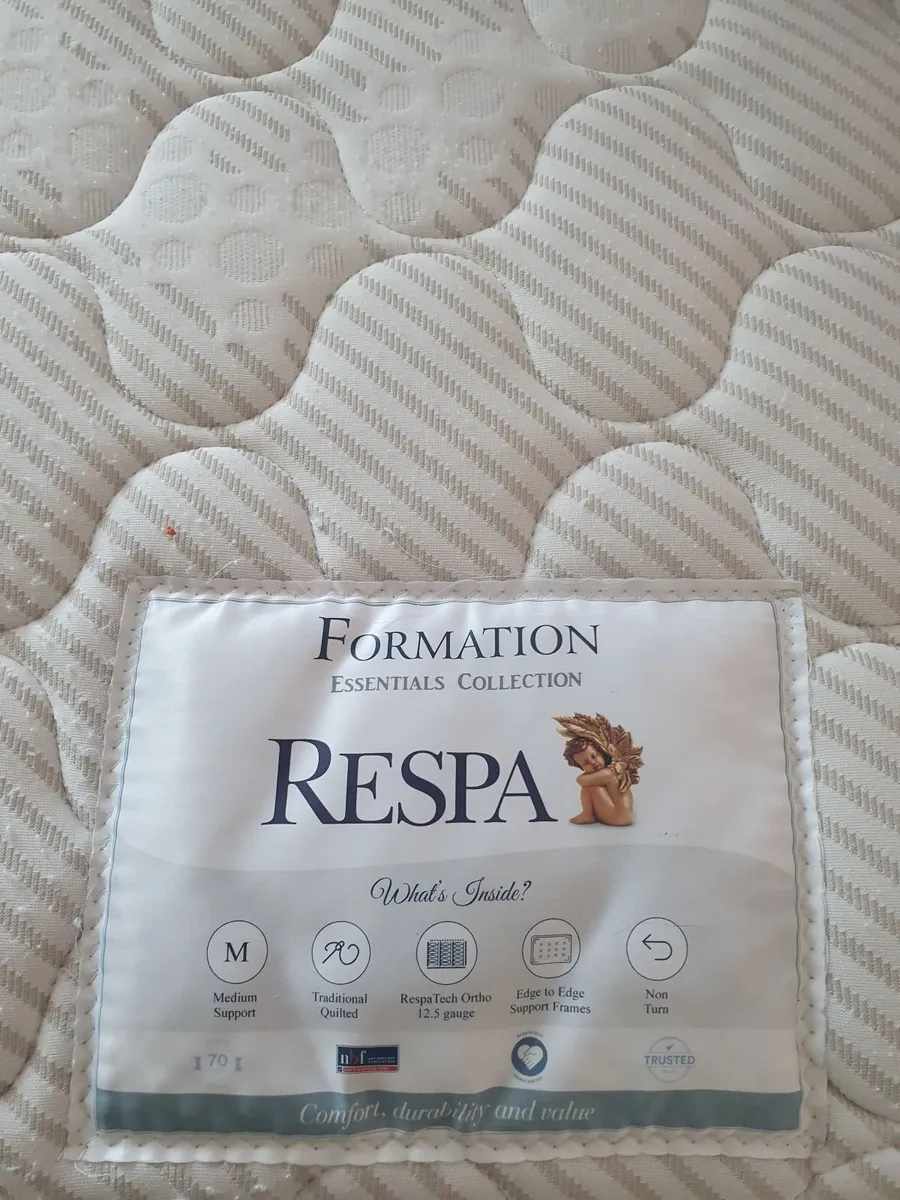 FORMATION
ESSENTIALS COLLECTION
RESPA
What's Inside?
M
Medium
Support
Traditional
Quilted
RespaTech Ortho
12.5 gauge
Edge to Edge
Support Frames
Non
Turn
70
nbf
TRUSTED
Comfort, durability and value